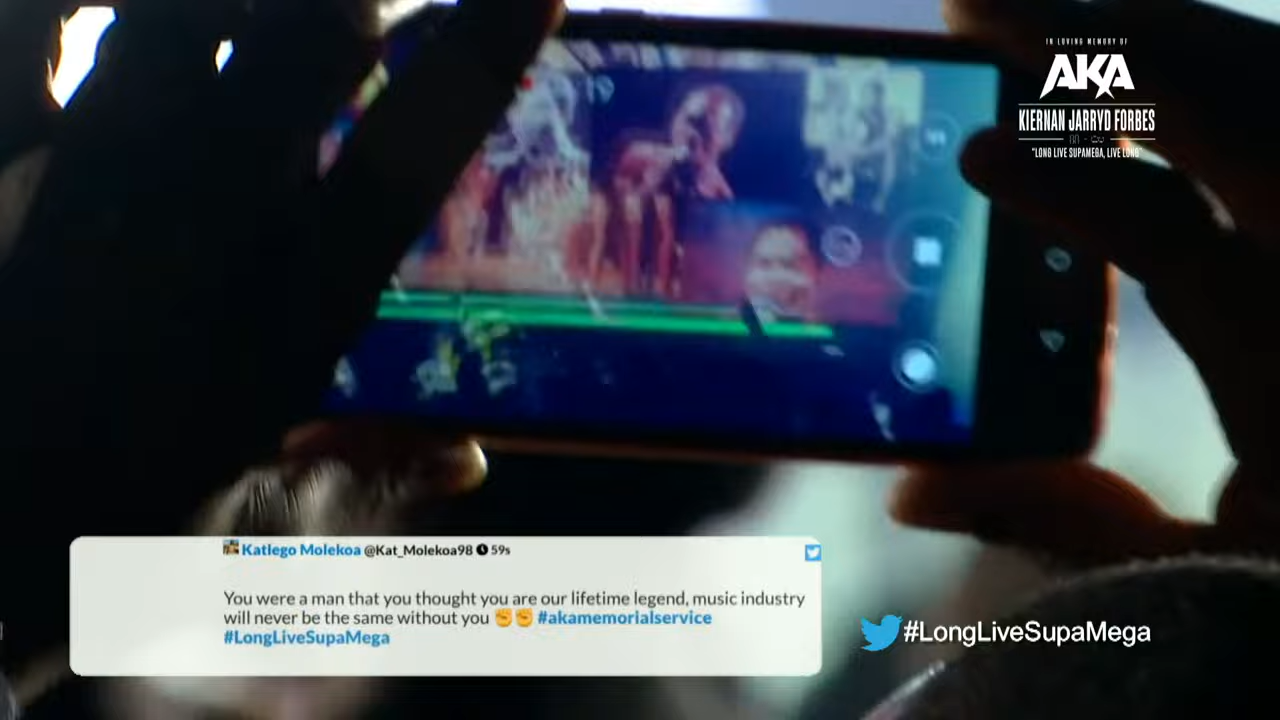 IN LOVING MEMORY OF
AKA
KIERNAN JARRYD FORBES
"LONG LIVE SUPAMEGA, LIVE LONG"
Katlego Molekoa @Kat_Molekoa98 59s
You were a man that you thought you are our lifetime legend, music industry
will never be the same without you ✊✊ #akamemorialservice
#LongLiveSupaMega
#LongLiveSupaMega